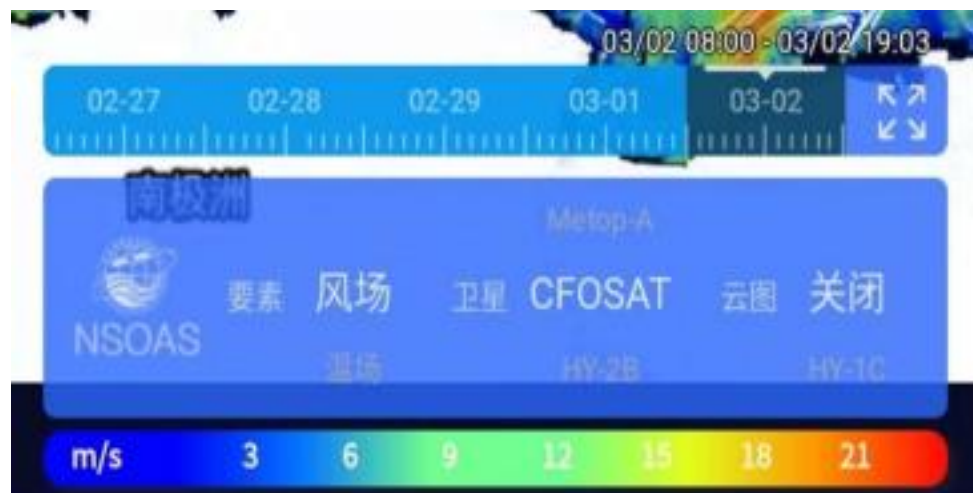 03/02 08:00 - 03/02 19:03
02-27 02-28 02-29 03-01 03-02
南极洲
Metop-A
要素 风场 卫星 CFOSAT 云图 关闭
NSOAS
温场 HY-2B HY-1C
m/s 3 6 9 12 15 18 21